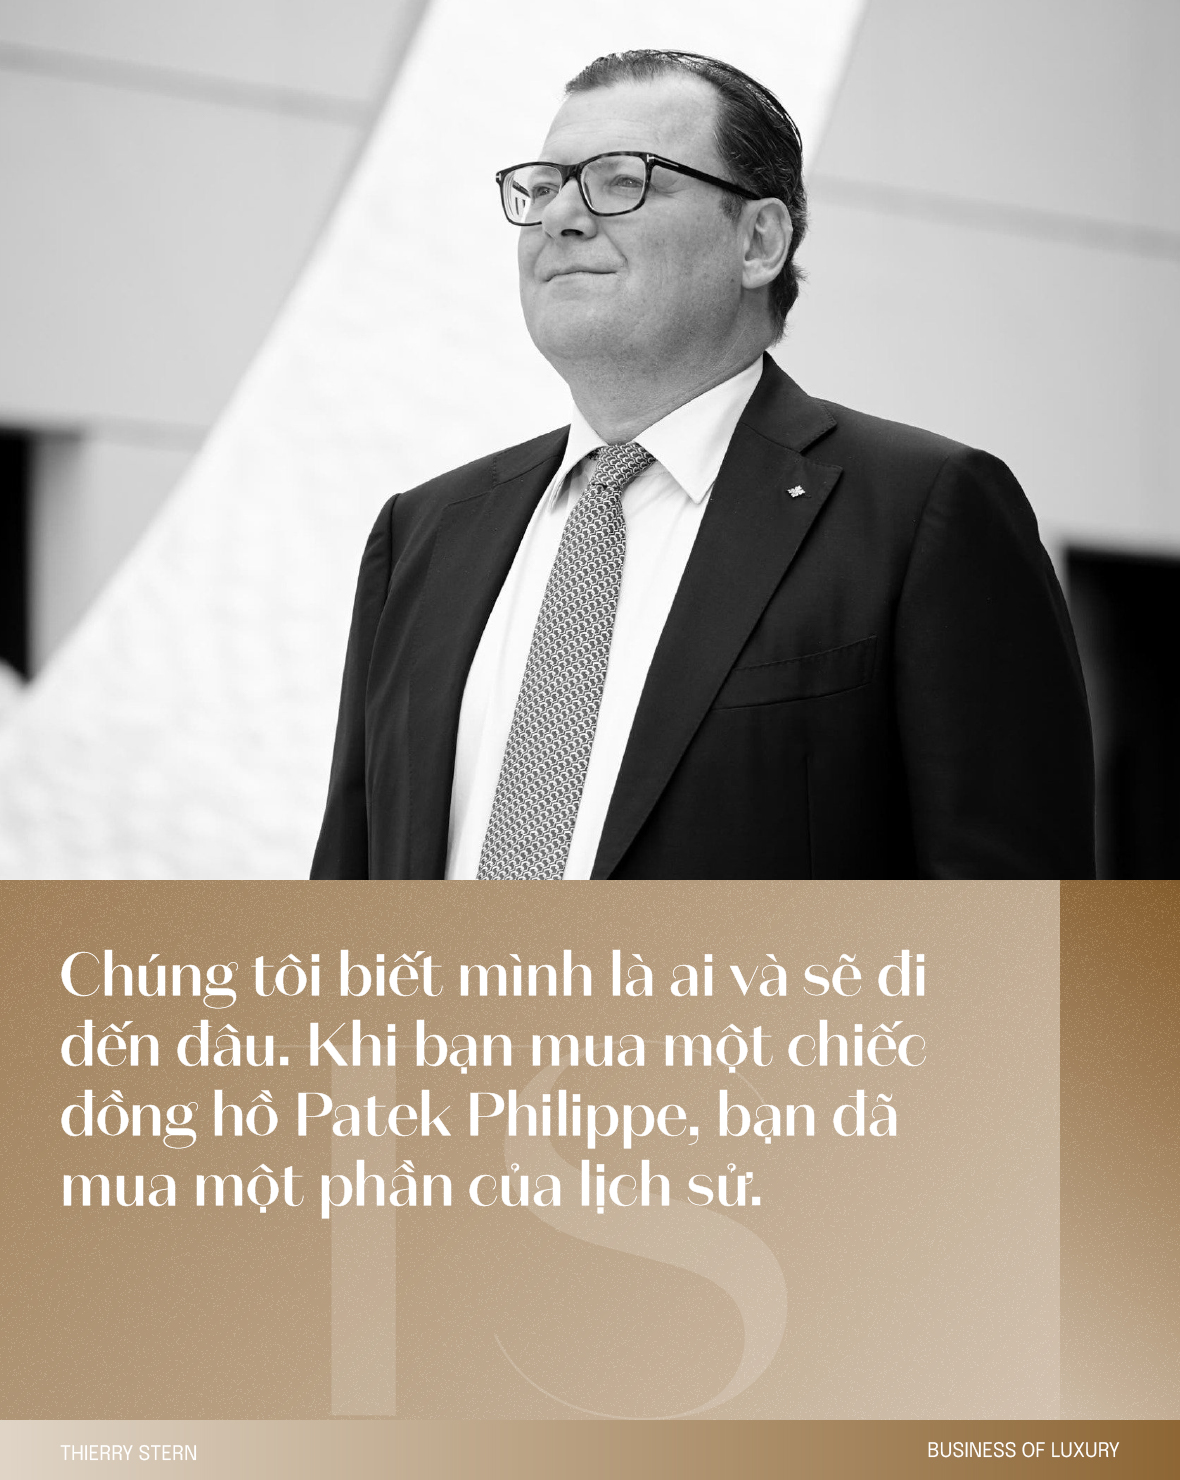 Chúng tôi biết mình là ai và sẽ đi
đến đâu. Khi bạn mua một chiếc
đồng hồ Patek Philippe, bạn đã
mua một phần của lịch sử.
TS
THIERRY STERN
BUSINESS OF LUXURY